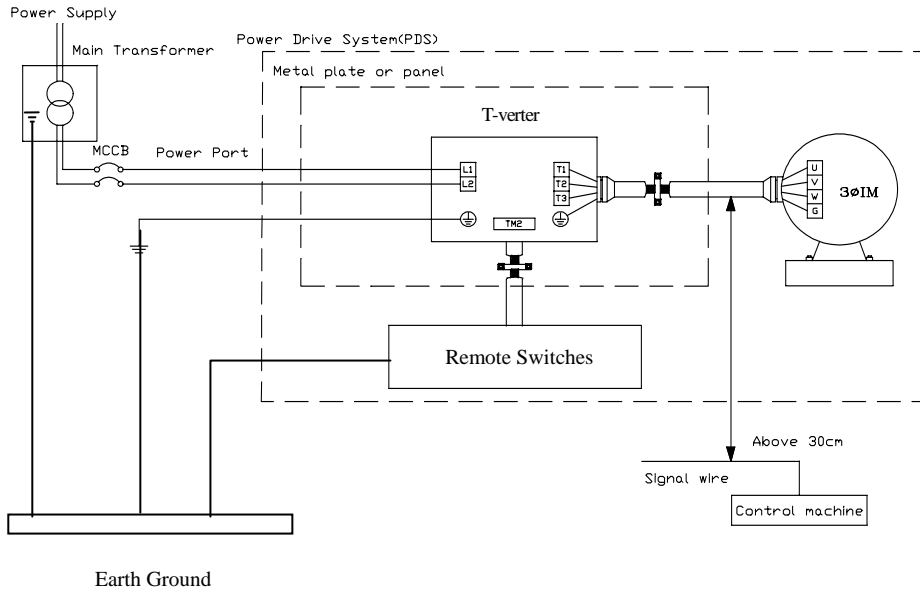 Power Supply
Main Transformer
Power Drive System(PDS)
Metal plate or panel
T-verter
MCCB
Power Port
L1
L2
T1
T2
T3
TM2
U
V
W
G
3øIM
Remote Switches
Above 30cm
Signal wire
Control machine
Earth Ground